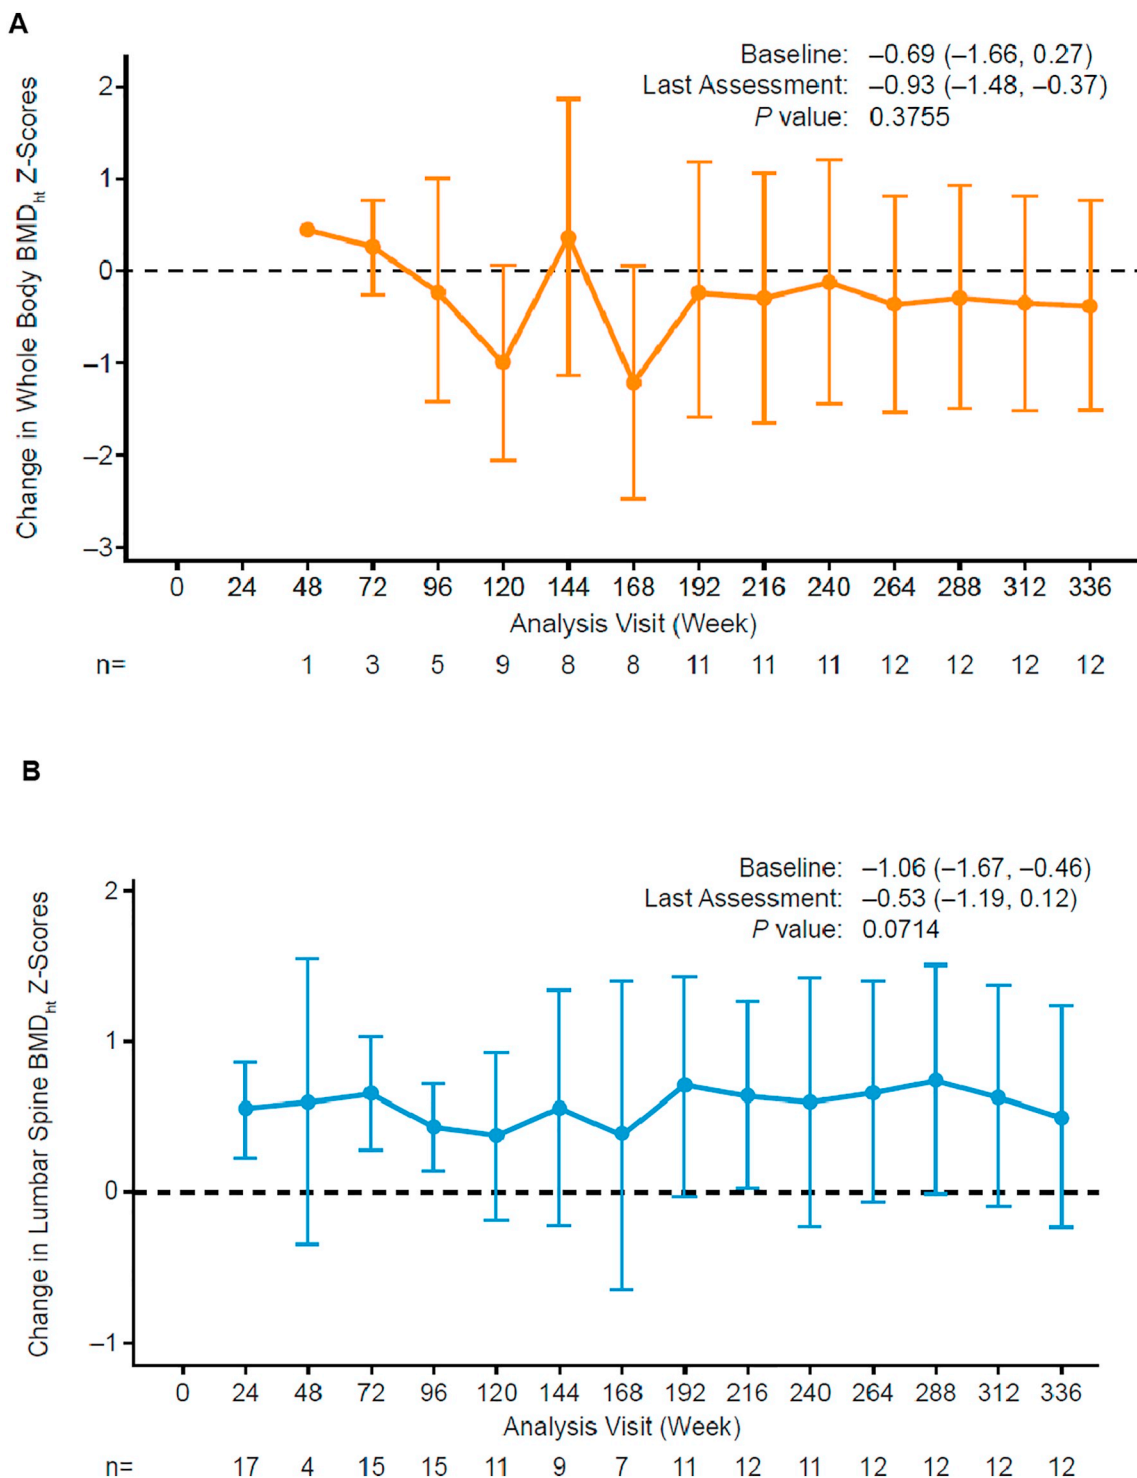 A
Baseline: –0.69 (–1.66, 0.27)
Last Assessment: –0.93 (–1.48, –0.37)
P value: 0.3755
Change in Whole Body BMDht Z-Scores
2
1
0
–1
–2
–3
0 24 48 72 96 120 144 168 192 216 240 264 288 312 336
Analysis Visit (Week)
n= 1 3 5 9 8 8 11 11 11 12 12 12 12
B
Baseline: –1.06 (–1.67, –0.46)
Last Assessment: –0.53 (–1.19, 0.12)
P value: 0.0714
Change in Lumbar Spine BMDht Z-Scores
2
1
0
–1
0 24 48 72 96 120 144 168 192 216 240 264 288 312 336
Analysis Visit (Week)
n= 17 4 15 15 11 9 7 11 12 11 12 12 12 12